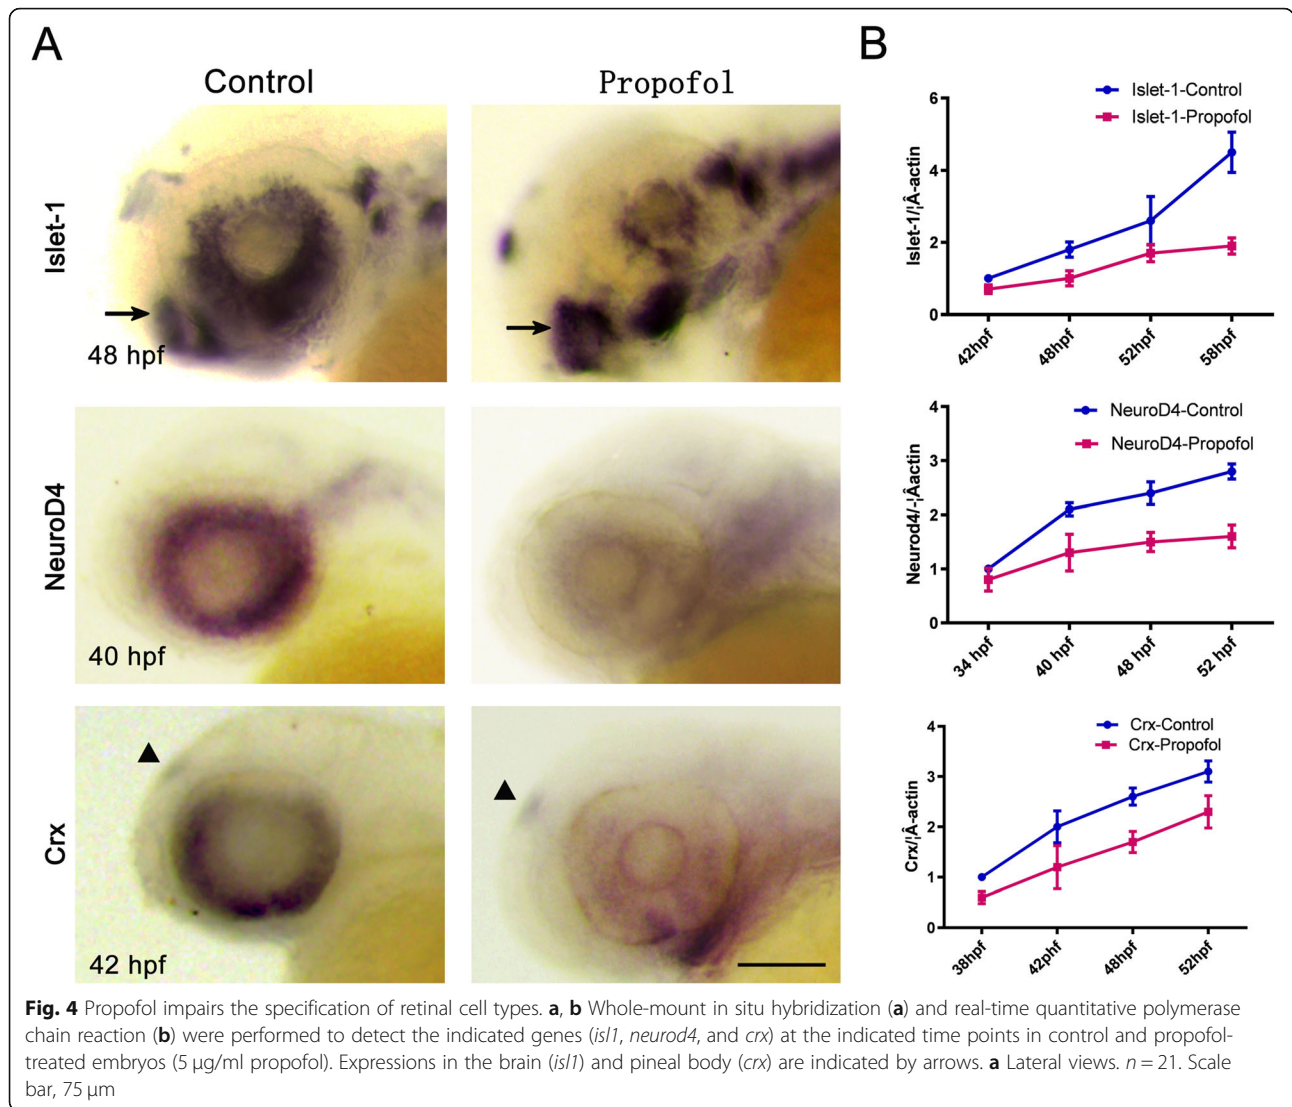 A
B
Control
Propofol
Islet-1
48 hpf
NeuroD4
40 hpf
Crx
42 hpf
Islet-1-Control
Islet-1-Propofol
Islet-1/¦Â-actin
6
4
2
0
42hpf
48hpf
52hpf
58hpf
NeuroD4-Control
NeuroD4-Propofol
Neurod4/-¦Âactin
4
3
2
1
0
34 hpf
40 hpf
48 hpf
52 hpf
Crx-Control
Crx-Propofol
Crx/¦Â-actin
4
3
2
1
0
38hpf
42phf
48hpf
52hpf
Fig. 4 Propofol impairs the specification of retinal cell types. a, b Whole-mount in situ hybridization (a) and real-time quantitative polymerase
chain reaction (b) were performed to detect the indicated genes (isl1, neurod4, and crx) at the indicated time points in control and propofol-
treated embryos (5 μg/ml propofol). Expressions in the brain (isl1) and pineal body (crx) are indicated by arrows. a Lateral views. n = 21. Scale
bar, 75 μm